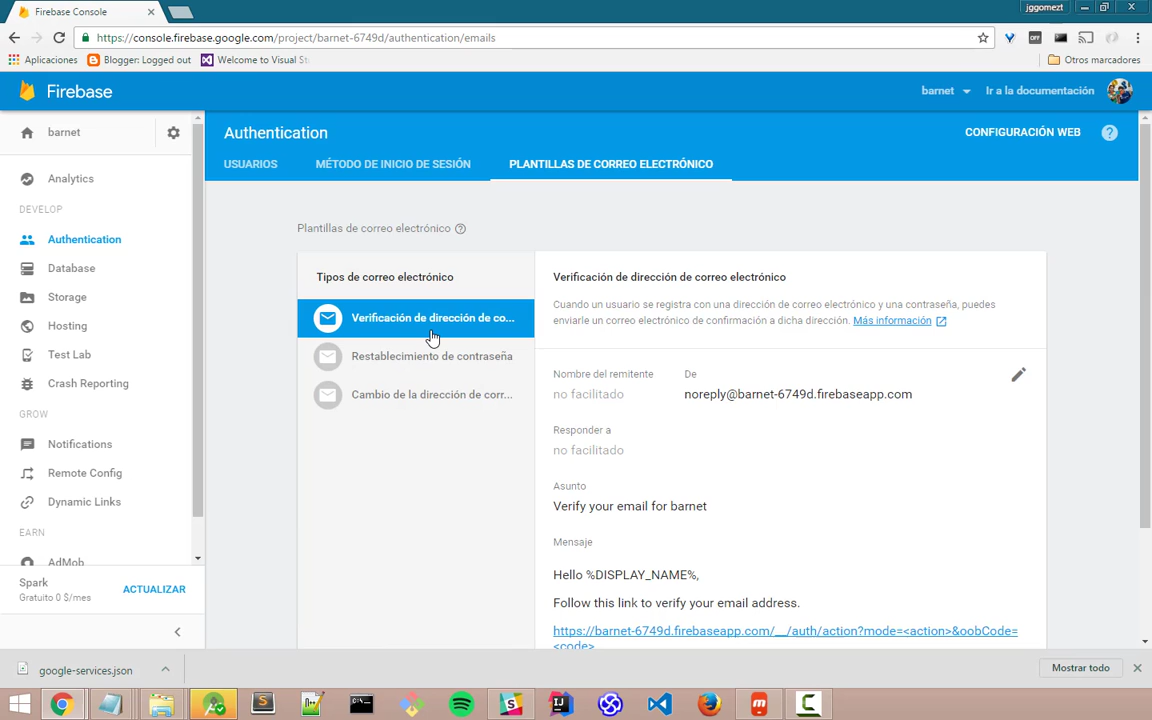 Firebase Console
jggomezt
https://console.firebase.google.com/project/barnet-6749d/authentication/emails
Aplicaciones
Blogger: Logged out
Welcome to Visual St
Otros marcadores
Firebase
barnet
Ir a la documentación
barnet
Authentication
CONFIGURACIÓN WEB
?
USUARIOS
MÉTODO DE INICIO DE SESIÓN
PLANTILLAS DE CORREO ELECTRÓNICO
Analytics
DEVELOP
Authentication
Database
Storage
Hosting
Test Lab
Crash Reporting
GROW
Notifications
Remote Config
Dynamic Links
EARN
AdMob
Spark
Gratuito 0 $/mes
ACTUALIZAR
Plantillas de correo electrónico ?
Tipos de correo electrónico
Verificación de dirección de co...
Restablecimiento de contraseña
Cambio de la dirección de corr...
Verificación de dirección de correo electrónico
Cuando un usuario se registra con una dirección de correo electrónico y una contraseña, puedes
enviarle un correo electrónico de confirmación a dicha dirección. Más información
Nombre del remitente
De
no facilitado
noreply@barnet-6749d.firebaseapp.com
Responder a
no facilitado
Asunto
Verify your email for barnet
Mensaje
Hello %DISPLAY_NAME%,
Follow this link to verify your email address.
https://barnet-6749d.firebaseapp.com/__/auth/action?mode=<action>&oobCode=
<code>
google-services.json
Mostrar todo